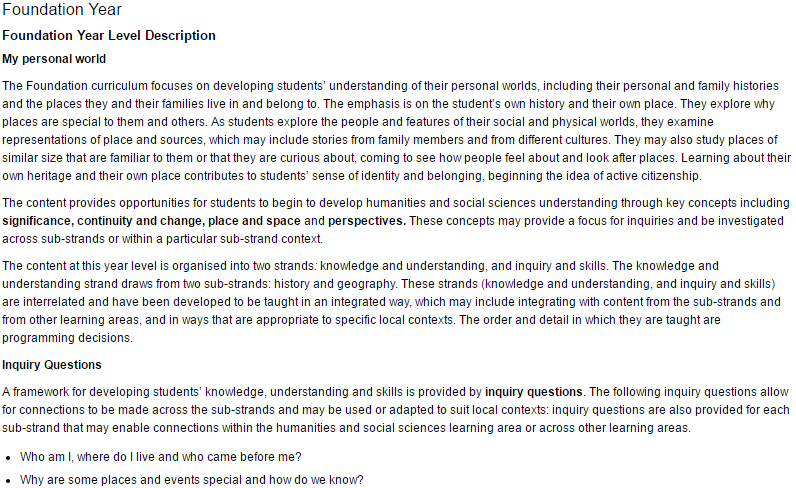 Foundation Year
Foundation Year Level Description
My personal world
The Foundation curriculum focuses on developing students’ understanding of their personal worlds, including their personal and family histories
and the places they and their families live in and belong to. The emphasis is on the student’s own history and their own place. They explore why
places are special to them and others. As students explore the people and features of their social and physical worlds, they examine
representations of place and sources, which may include stories from family members and from different cultures. They may also study places of
similar size that are familiar to them or that they are curious about, coming to see how people feel about and look after places. Learning about their
own heritage and their own place contributes to students’ sense of identity and belonging, beginning the idea of active citizenship.
The content provides opportunities for students to begin to develop humanities and social sciences understanding through key concepts including
significance, continuity and change, place and space and perspectives. These concepts may provide a focus for inquiries and be investigated
across sub-strands or within a particular sub-strand context.
The content at this year level is organised into two strands: knowledge and understanding, and inquiry and skills. The knowledge and
understanding strand draws from two sub-strands: history and geography. These strands (knowledge and understanding, and inquiry and skills)
are interrelated and have been developed to be taught in an integrated way, which may include integrating with content from the sub-strands and
from other learning areas, and in ways that are appropriate to specific local contexts. The order and detail in which they are taught are
programming decisions.
Inquiry Questions
A framework for developing students’ knowledge, understanding and skills is provided by inquiry questions. The following inquiry questions allow
for connections to be made across the sub-strands and may be used or adapted to suit local contexts: inquiry questions are also provided for each
sub-strand that may enable connections within the humanities and social sciences learning area or across other learning areas.
• Who am I, where do I live and who came before me?
• Why are some places and events special and how do we know?